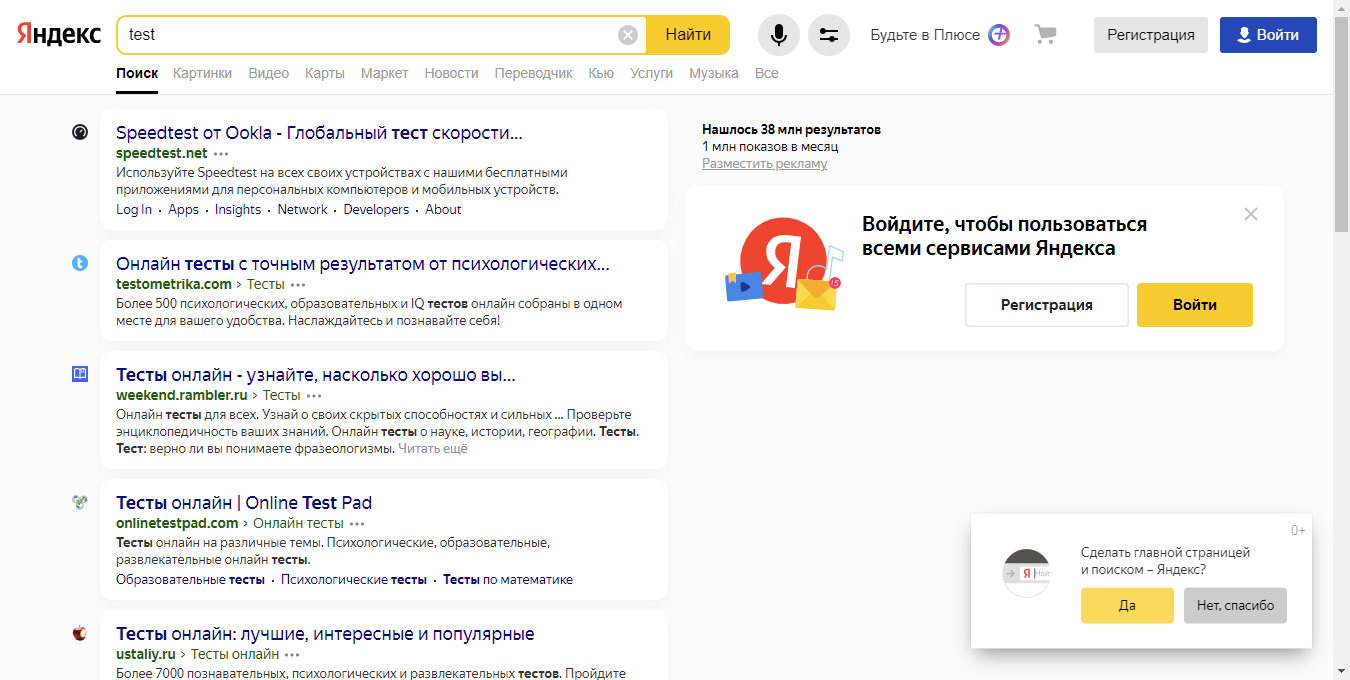 Яндекс
test
Найти
Будьте в Плюсе
Регистрация
Войти
Поиск Картинки Видео Карты Маркет Новости Переводчик Кью Услуги Музыка Все
Speedtest от Ookla - Глобальный тест скорости...
speedtest.net
Используйте Speedtest на всех своих устройствах с нашими бесплатными
приложениями для персональных компьютеров и мобильных устройств.
Log In · Apps · Insights · Network · Developers · About
Онлайн тесты с точным результатом от психологических...
testometrika.com › Тесты
Более 500 психологических, образовательных и IQ тестов онлайн собраны в одном
месте для вашего удобства. Наслаждайтесь и познавайте себя!
Тесты онлайн - узнайте, насколько хорошо вы...
weekend.rambler.ru › Тесты
Онлайн тесты для всех. Узнай о своих скрытых способностях и сильных ... Проверьте
энциклопедичность ваших знаний. Онлайн тесты о науке, истории, географии. Тесты.
Тест: верно ли вы понимаете фразеологизмы. Читать ещё
Тесты онлайн | Online Test Pad
onlinetestpad.com › Онлайн тесты
Тесты онлайн на различные темы. Психологические, образовательные,
развлекательные онлайн тесты.
Образовательные тесты · Психологические тесты · Тесты по математике
Тесты онлайн: лучшие, интересные и популярные
ustaliy.ru › Тесты онлайн
Более 7000 познавательных, психологических и развлекательных тестов. Пройдите
Нашлось 38 млн результатов
1 млн показов в месяц
Разместить рекламу
Я
15
Войдите, чтобы пользоваться
всеми сервисами Яндекса
Регистрация
Войти
0+
Я Най
Сделать главной страницей
и поиском – Яндекс?
Да
Нет, спасибо